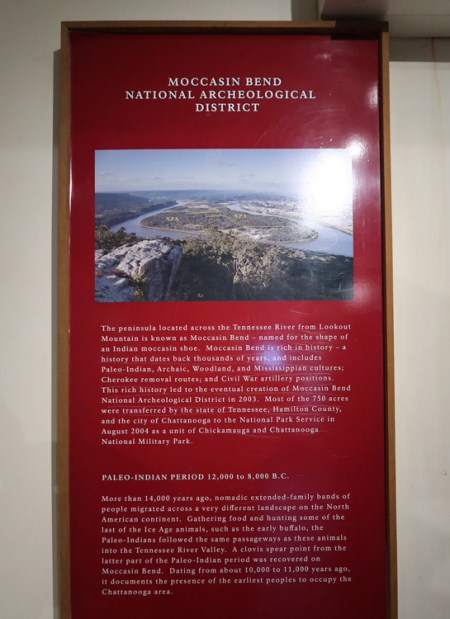 MOCCASIN BEND
NATIONAL ARCHEOLOGICAL
DISTRICT
The peninsula located across the Tennessee River from Lookout
Mountain is known as Moccasin Bend – named for the shape of
an Indian moccasin shoe. Moccasin Bend is rich in history – a
history that dates back thousands of years, and includes
Paleo-Indian, Archaic, Woodland, and Mississippian cultures;
Cherokee removal routes; and Civil War artillery positions.
This rich history led to the eventual creation of Moccasin Bend
National Archeological District in 2003. Most of the 750 acres
were transferred by the state of Tennessee, Hamilton County,
and the city of Chattanooga to the National Park Service in
August 2004 as a unit of Chickamauga and Chattanooga
National Military Park.
PALEO-INDIAN PERIOD 12,000 to 8,000 B.C.
More than 14,000 years ago, nomadic extended-family bands of
people migrated across a very different landscape on the North
American continent. Gathering food and hunting some of the
last of the Ice Age animals, such as the early buffalo, the
Paleo-Indians followed the same passageways as these animals
into the Tennessee River Valley. A clovis spear point from the
latter part of the Paleo-Indian period was recovered on
Moccasin Bend. Dating from about 10,000 to 11,000 years ago,
it documents the presence of the earliest peoples to occupy the
Chattanooga area.